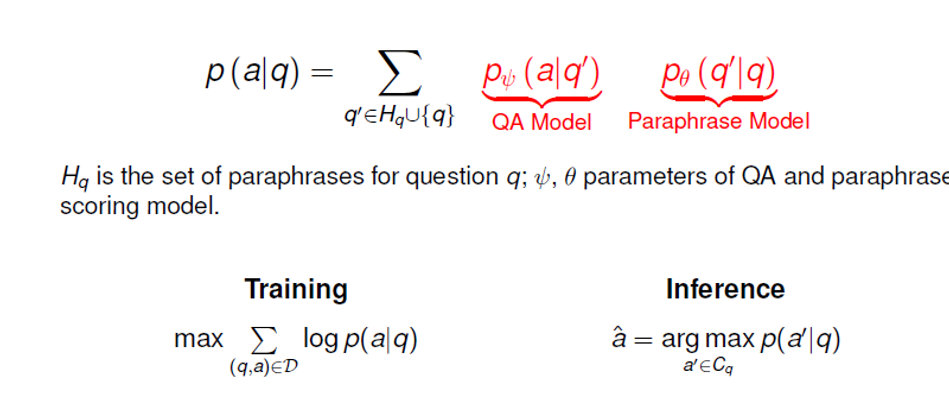 p(a|q) = ∑ p_ψ(a|q′) p_θ(q′|q)
q′∈H_q∪{q} QA Model Paraphrase Model
H_q is the set of paraphrases for question q; ψ, θ parameters of QA and paraphrase
scoring model.
Training
max ∑ log p(a|q)
(q,a)∈𝒟
Inference
â = arg max p(a′|q)
a′∈C_q